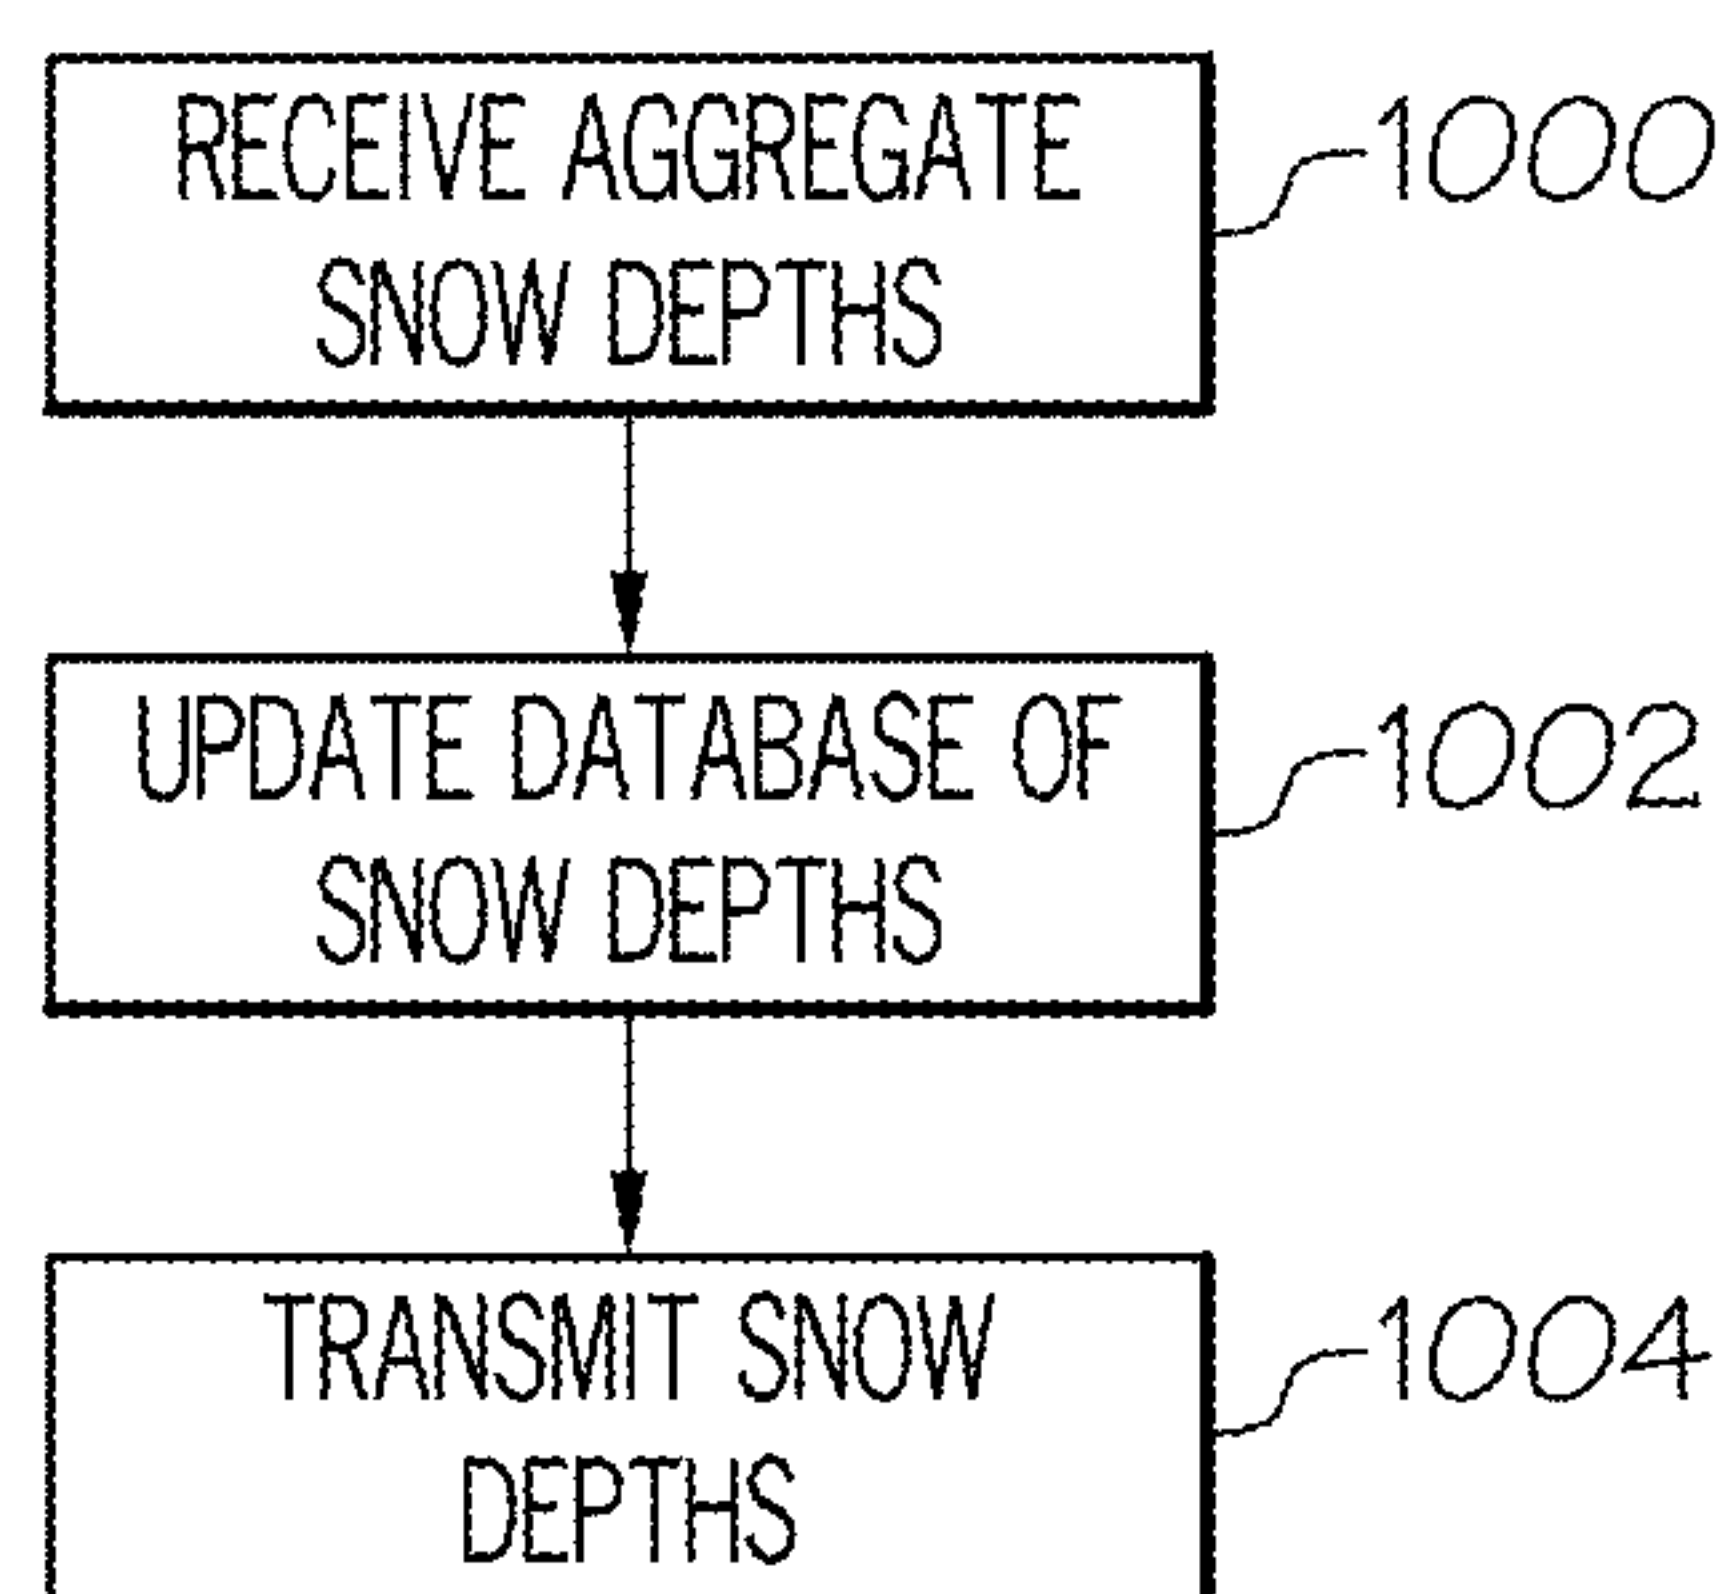 RECEIVE AGGREGATE
SNOW DEPTHS
1000
UPDATE DATABASE OF
SNOW DEPTHS
1002
TRANSMIT SNOW
DEPTHS
1004